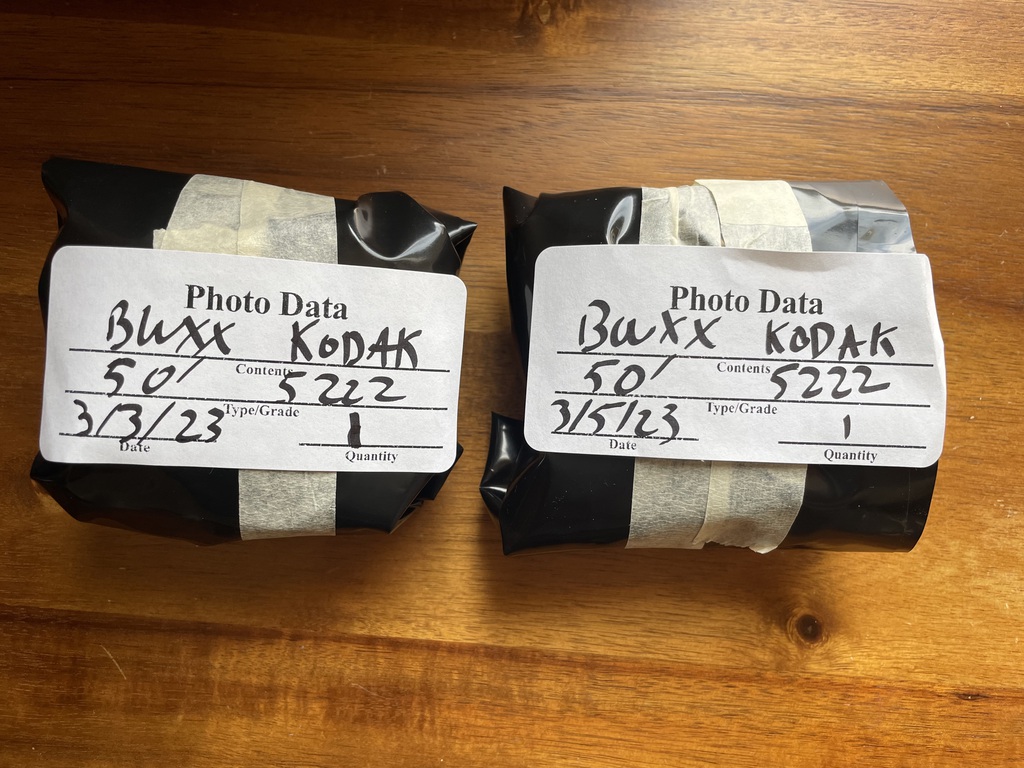 Photo Data
BWXX KODAK
Contents
50' 5222
Type/Grade
3/3/23 1
Date Quantity
Photo Data
BWXX KODAK
Contents
50' 5222
Type/Grade
3/5/23 1
Date Quantity